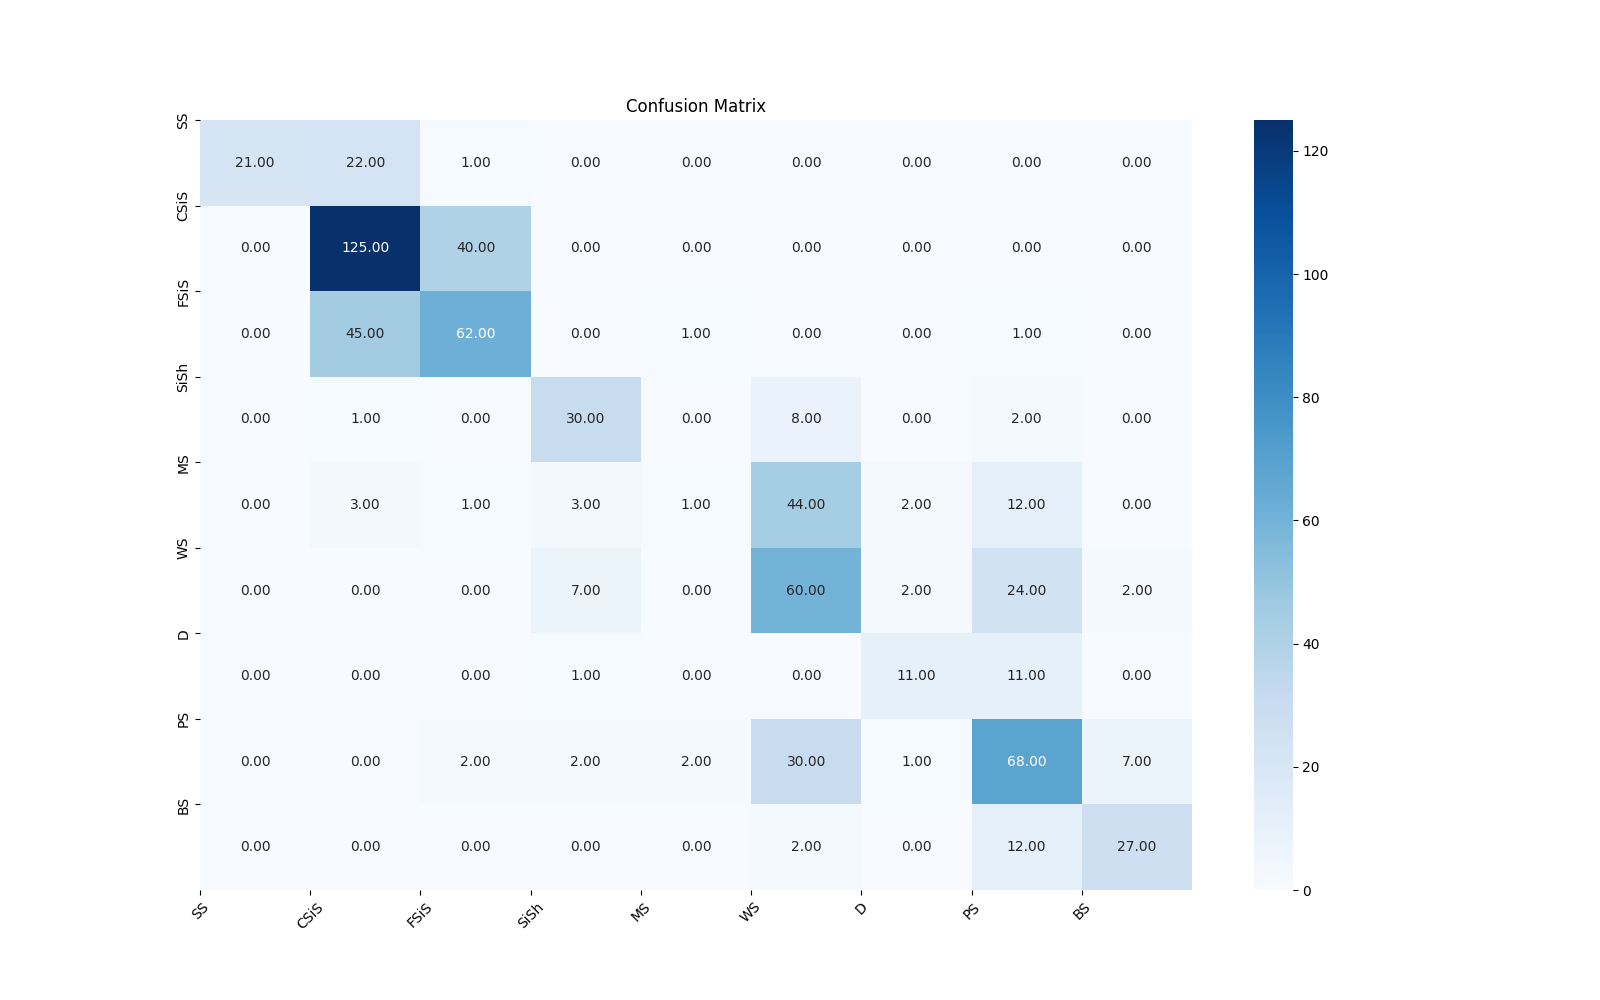 Confusion Matrix
SS
21.00 22.00 1.00 0.00 0.00 0.00 0.00 0.00 0.00
120
CSiS
0.00 125.00 40.00 0.00 0.00 0.00 0.00 0.00 0.00
100
FSiS
0.00 45.00 62.00 0.00 1.00 0.00 0.00 1.00 0.00
80
SiSh
0.00 1.00 0.00 30.00 0.00 8.00 0.00 2.00 0.00
MS
0.00 3.00 1.00 3.00 1.00 44.00 2.00 12.00 0.00
60
WS
0.00 0.00 0.00 7.00 0.00 60.00 2.00 24.00 2.00
40
D
0.00 0.00 0.00 1.00 0.00 0.00 11.00 11.00 0.00
PS
0.00 0.00 2.00 2.00 2.00 30.00 1.00 68.00 7.00
20
BS
0.00 0.00 0.00 0.00 0.00 2.00 0.00 12.00 27.00
0
SS CSiS FSiS SiSh MS WS D PS BS